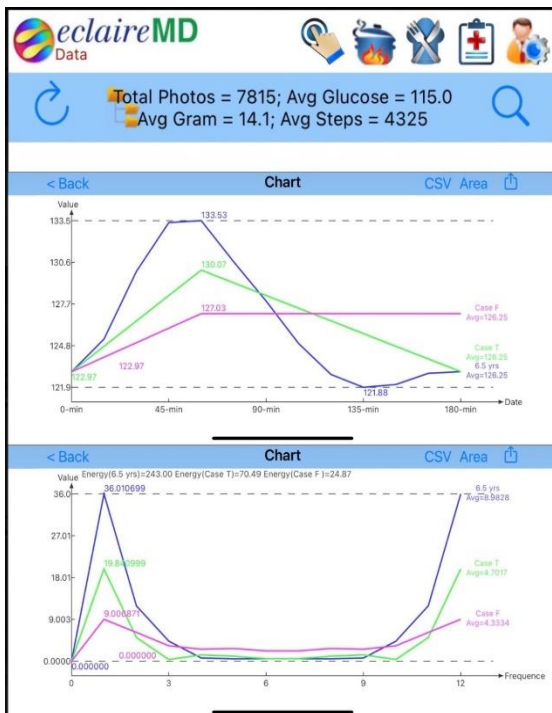 eclaireMD
Data
Total Photos = 7815; Avg Glucose = 115.0
Avg Gram = 14.1; Avg Steps = 4325
< Back Chart CSV Area
Value
133.5
133.53
130.6
130.07
127.7
127.03
Case F
Avg=126.25
124.8
Case T
Avg=126.25
122.97
122.97
6.5 yrs
Avg=126.25
121.9
121.88
0-min 45-min 90-min 135-min 180-min Date
< Back Chart CSV Area
Value Energy(6.5 yrs)=243.00 Energy(Case T)=70.49 Energy(Case F )=24.87
36.010699
36.0
6.5 yrs
Avg=8.9828
27.01
19.840999
Case T
Avg=4.7017
18.01
9.006871
9.003
Case F
Avg=4.3334
0.000000
0.0000
0.000000
0 3 6 9 12 Frequence